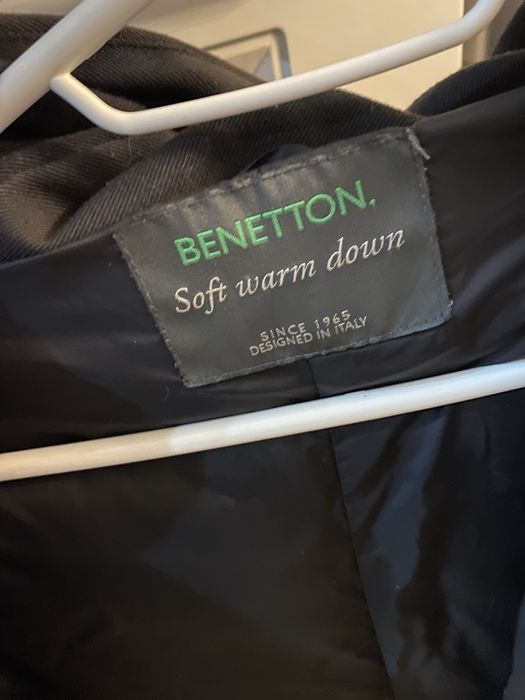 BENETTON.
Soft warm down
SINCE 1965
DESIGNED IN ITALY